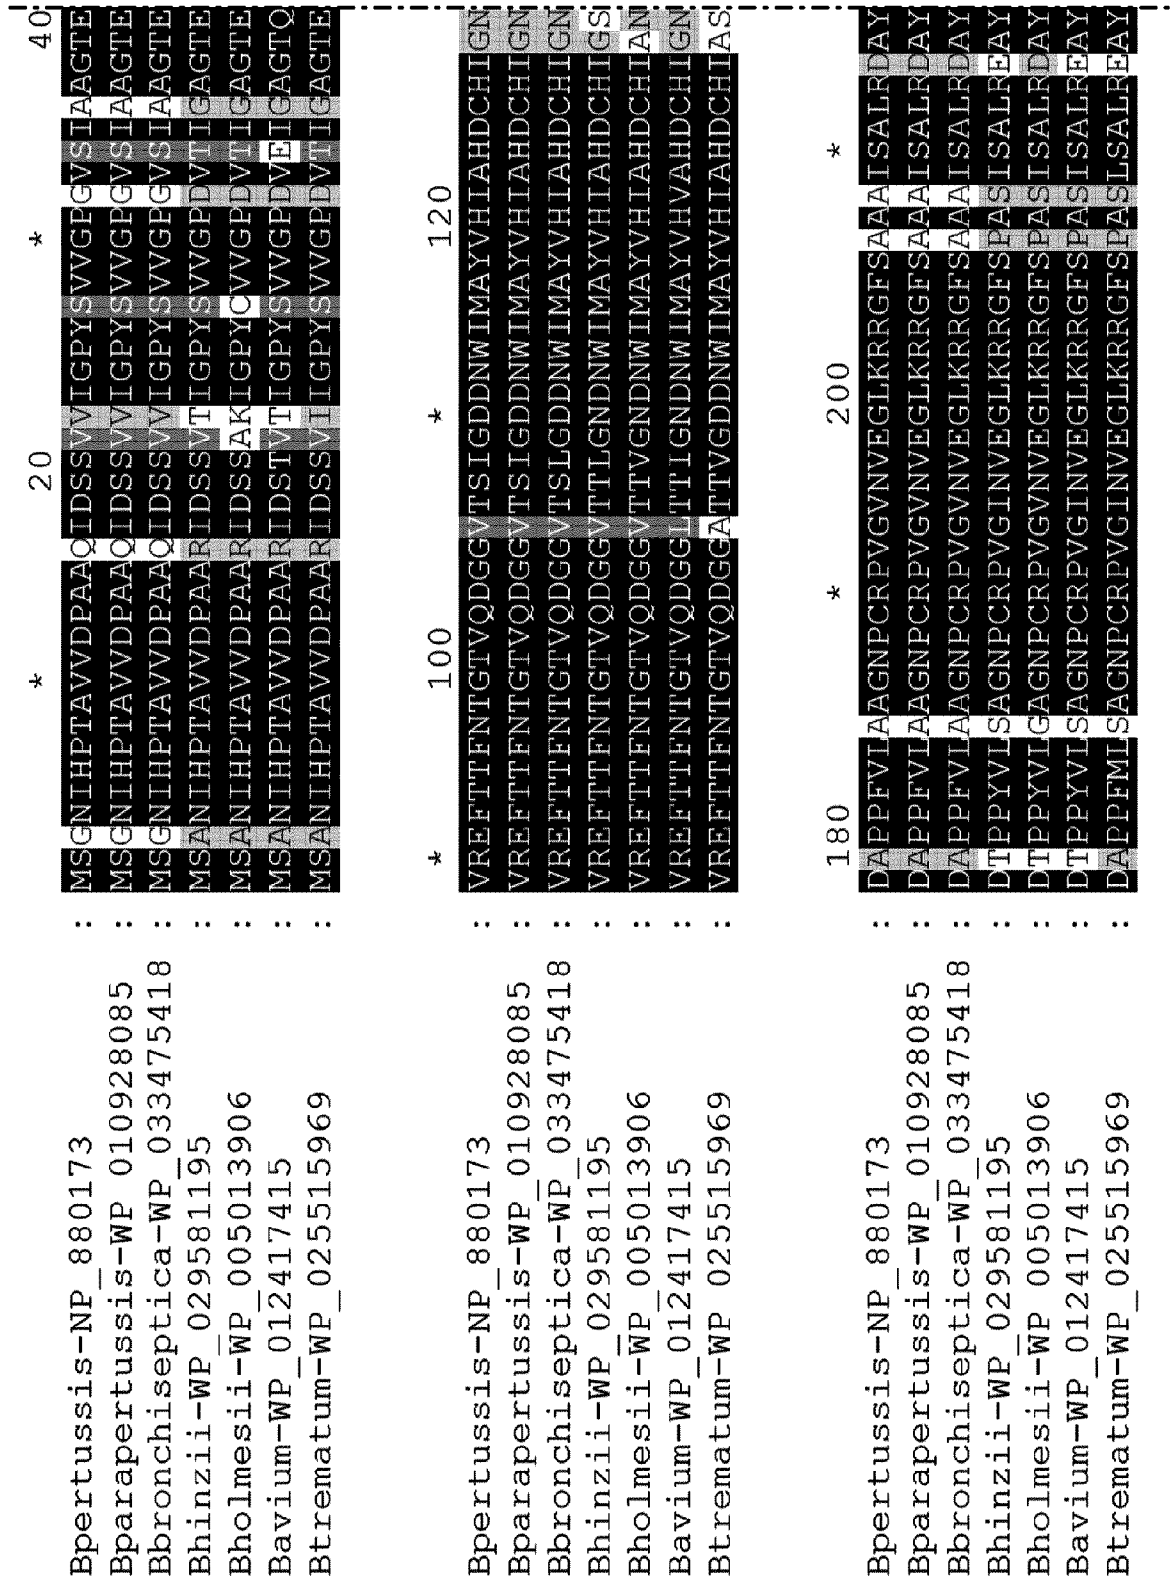 * 20 * 40
Bpertussis-NP_880173 : MSGNIHPTAVVDPAAQIDSSVVIGPYSVVGPGVSIAAGTE
Bparapertussis-WP_010928085 : MSGNIHPTAVVDPAAQIDSSVVIGPYSVVGPGVSIAAGTE
Bbronchiseptica-WP_033475418 : MSGNIHPTAVVDPAAQIDSSVVIGPYSVVGPGVSIAAGTE
Bhinzii-WP_029581195 : MSANIHPTAVVDPAARIDSSVTIGPYSVVGPDVTIGAGTE
Bholmesii-WP_005013906 : MSANIHPTAVVDPAARIDSSAKIGPYCVVGPDVTIGAGTE
Bavium-WP_012417415 : MSANIHPTAVVDPAARIDSTVTIGPYSVVGPDVEIGAGTQ
Btrematum-WP_025515969 : MSANIHPTAVVDPAARIDSSVIIGPYSVVGPDVTIGAGTE
* 100 * 120
Bpertussis-NP_880173 : VREFTTFNTGTVQDGGVTSIGDDNWIMAYVHIAHDCHIGN
Bparapertussis-WP_010928085 : VREFTTFNTGTVQDGGVTSIGDDNWIMAYVHIAHDCHIGN
Bbronchiseptica-WP_033475418 : VREFTTFNTGTVQDGGVTSLGDDNWIMAYVHIAHDCHIGN
Bhinzii-WP_029581195 : VREFTTFNTGTVQDGGVTTLGNDNWIMAYVHIAHDCHIGS
Bholmesii-WP_005013906 : VREFTTFNTGTVQDGGVTTVGNDNWIMAYVHIAHDCHIAN
Bavium-WP_012417415 : VREFTTFNTGTVQDGGLTTIGNDNWIMAYVHVAHDCHIGN
Btrematum-WP_025515969 : VREFTTFNTGTVQDGGATTVGDDNWIMAYVHIAHDCHIAS
180 * 200 *
Bpertussis-NP_880173 : DAPPFVLAAGNPCRPVGVNVEGLKRRGFSAAAISALRDAY
Bparapertussis-WP_010928085 : DAPPFVLAAGNPCRPVGVNVEGLKRRGFSAAAISALRDAY
Bbronchiseptica-WP_033475418 : DAPPFVLAAGNPCRPVGVNVEGLKRRGFSAAAISALRDAY
Bhinzii-WP_029581195 : DTPPYVLSAGNPCRPVGINVEGLKRRGFSPASISALREAY
Bholmesii-WP_005013906 : DTPPYVLGAGNPCRPVGVNVEGLKRRGFSPASISALRDAY
Bavium-WP_012417415 : DTPPYVLSAGNPCRPVGINVEGLKRRGFSPASISALREAY
Btrematum-WP_025515969 : DAPPFMLSAGNPCRPVGINVEGLKRRGFSPASLSALREAY